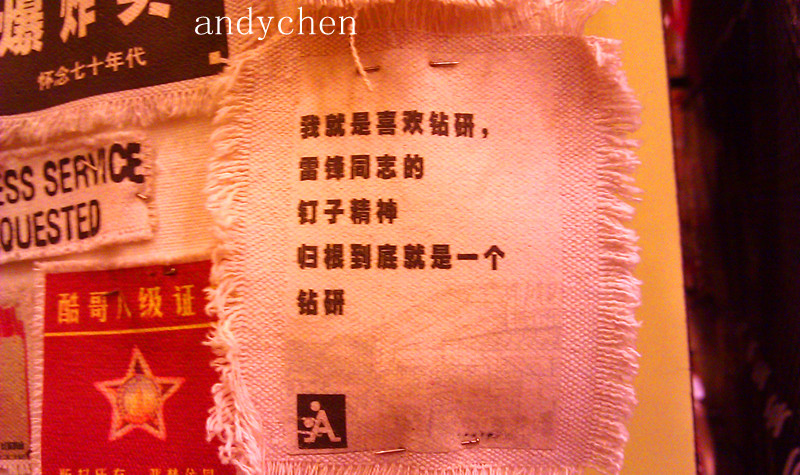 andychen
爆炸头
怀念七十年代
ESS SERVICE
QUESTED
酷哥八级证
我就是喜欢钻研，
雷锋同志的
钉子精神
归根到底就是一个
钻研